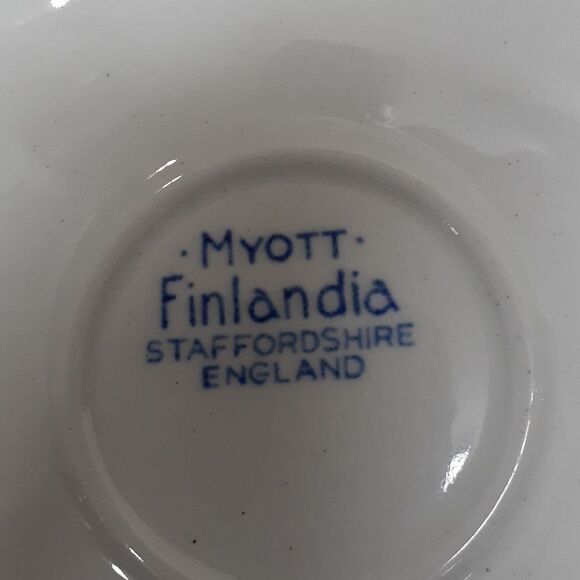 · MYOTT ·
Finlandia
STAFFORDSHIRE
ENGLAND